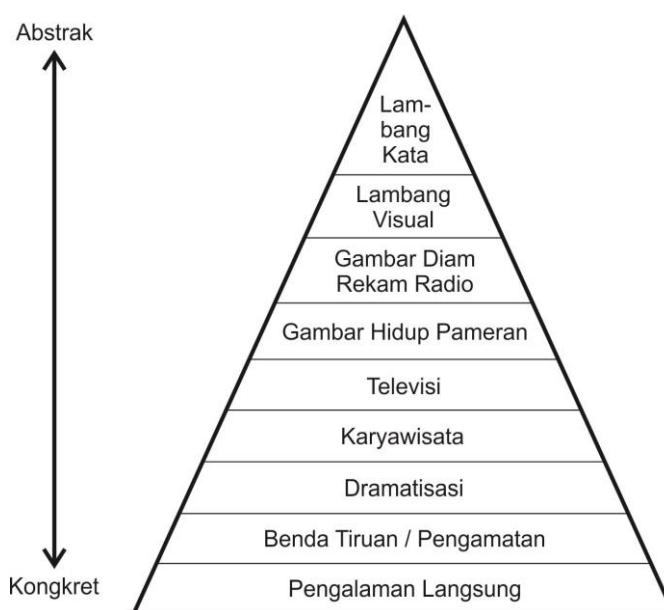 Abstrak
Lam-
bang
Kata
Lambang
Visual
Gambar Diam
Rekam Radio
Gambar Hidup Pameran
Televisi
Karyawisata
Dramatisasi
Benda Tiruan / Pengamatan
Kongkret
Pengalaman Langsung